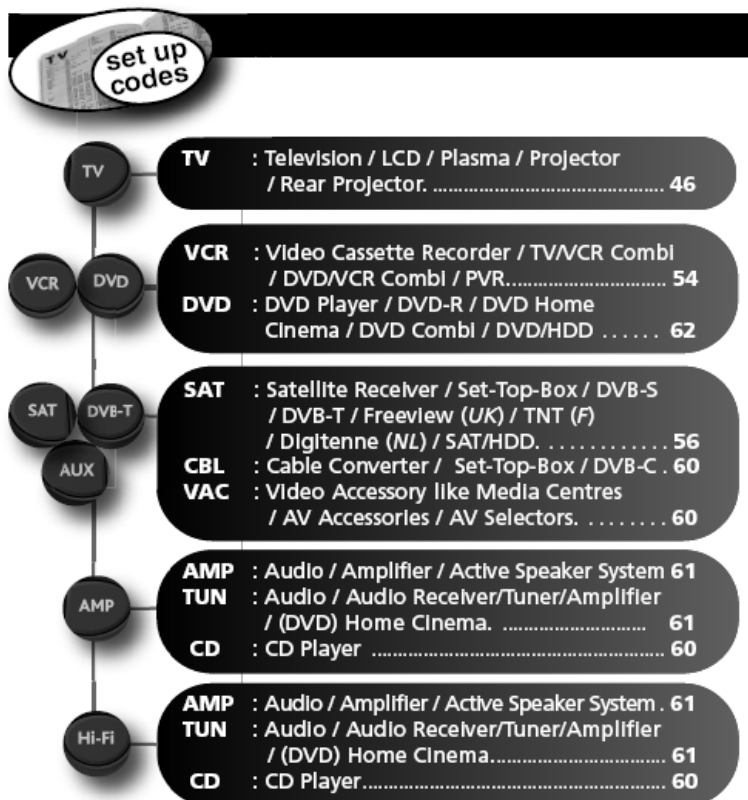 TV
set up
codes
TV
TV : Television / LCD / Plasma / Projector
/ Rear Projector. ............................................... 46
VCR
DVD
VCR : Video Cassette Recorder / TV/VCR Combi
/ DVD/VCR Combi / PVR................................ 54
DVD : DVD Player / DVD-R / DVD Home
Cinema / DVD Combi / DVD/HDD ...... 62
SAT
DVB-T
AUX
SAT : Satellite Receiver / Set-Top-Box / DVB-S
/ DVB-T / Freeview (UK) / TNT (F)
/ Digitenne (NL) / SAT/HDD. ............ 56
CBL : Cable Converter / Set-Top-Box / DVB-C . 60
VAC : Video Accessory like Media Centres
/ AV Accessories / AV Selectors. ........ 60
AMP
AMP : Audio / Amplifier / Active Speaker System 61
TUN : Audio / Audio Receiver/Tuner/Amplifier
/ (DVD) Home Cinema. ............................. 61
CD : CD Player ........................................................... 60
Hi-Fi
AMP : Audio / Amplifier / Active Speaker System . 61
TUN : Audio / Audio Receiver/Tuner/Amplifier
/ (DVD) Home Cinema................................... 61
CD : CD Player............................................................. 60